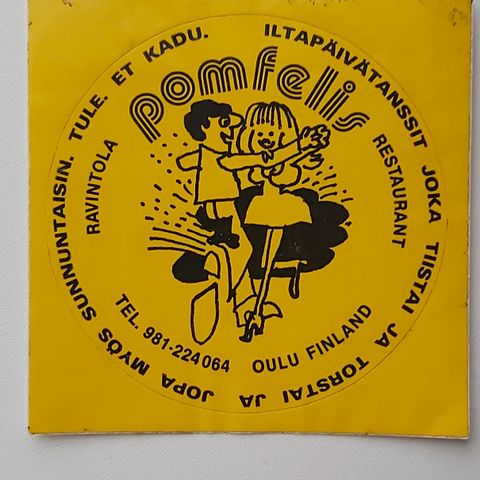 ILTAPÄIVÄTANSSIT JOKA TIISTAI JA TORSTAI JA JOPA MYÖS SUNNUNTAISIN. TULE. ET KADU.
pomfelis
RAVINTOLA
RESTAURANT
TEL. 981-224064
OULU FINLAND